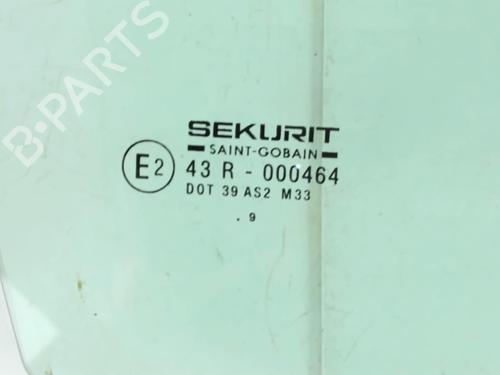 B-PARTS
SEKURIT
SAINT-GOBAIN
E2 43 R - 000464
DOT 39 AS2 M33
. 9